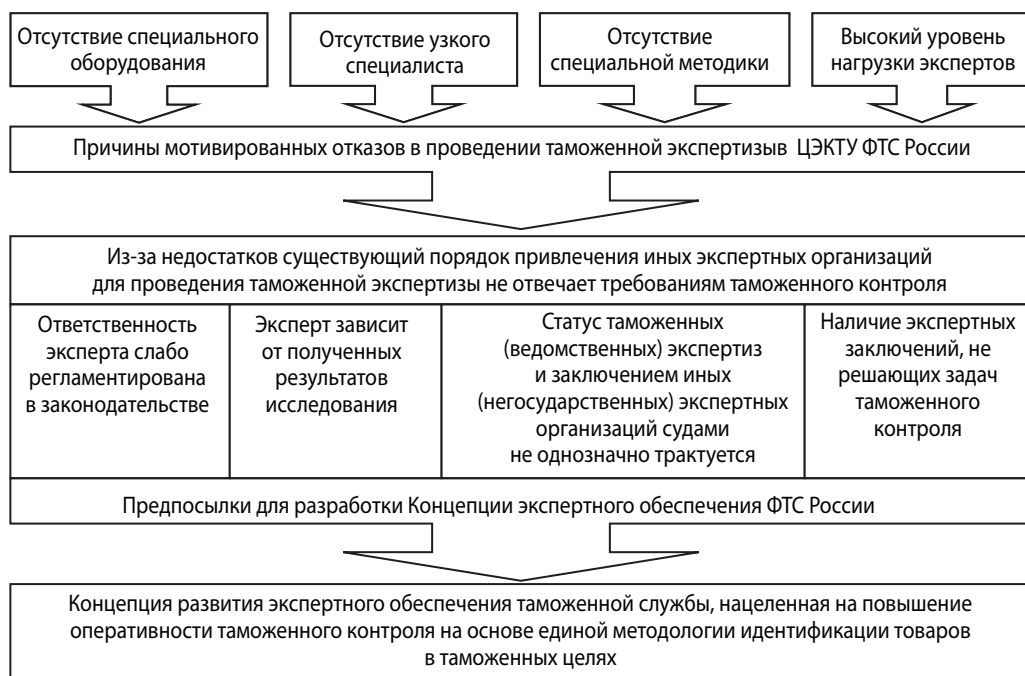 Отсутствие специального
оборудования
Отсутствие узкого
специалиста
Отсутствие
специальной методики
Высокий уровень
нагрузки экспертов
Причины мотивированных отказов в проведении таможенной экспертизыв ЦЭКТУ ФТС России
Из-за недостатков существующий порядок привлечения иных экспертных организаций
для проведения таможенной экспертизы не отвечает требованиям таможенного контроля
Ответственность
эксперта слабо
регламентирована
в законодательстве
Эксперт зависит
от полученных
результатов
исследования
Статус таможенных
(ведомственных) экспертиз
и заключением иных
(негосударственных) экспертных
организаций судами
не однозначно трактуется
Наличие экспертных
заключений, не
решающих задач
таможенного
контроля
Предпосылки для разработки Концепции экспертного обеспечения ФТС России
Концепция развития экспертного обеспечения таможенной службы, нацеленная на повышение
оперативности таможенного контроля на основе единой методологии идентификации товаров
в таможенных целях